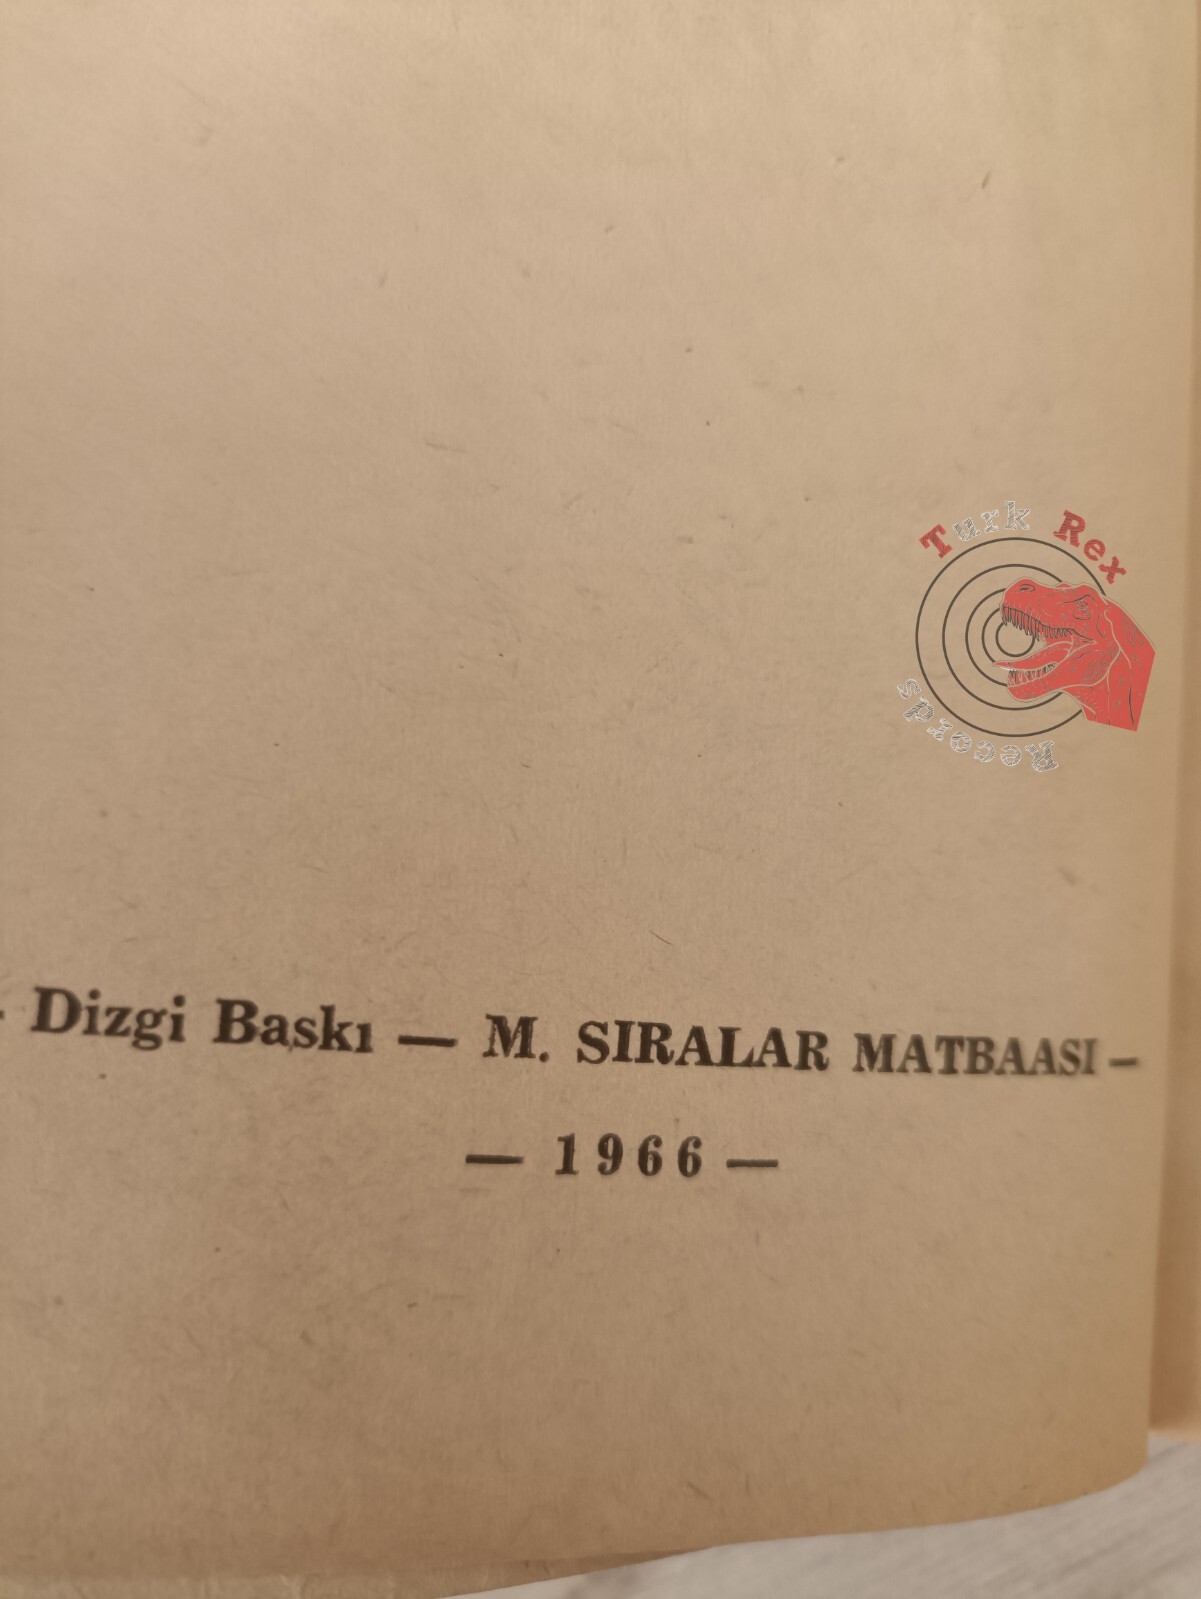 Turk Rex
Records
- Dizgi Baskı — M. SIRALAR MATBAASI —
— 1966 —